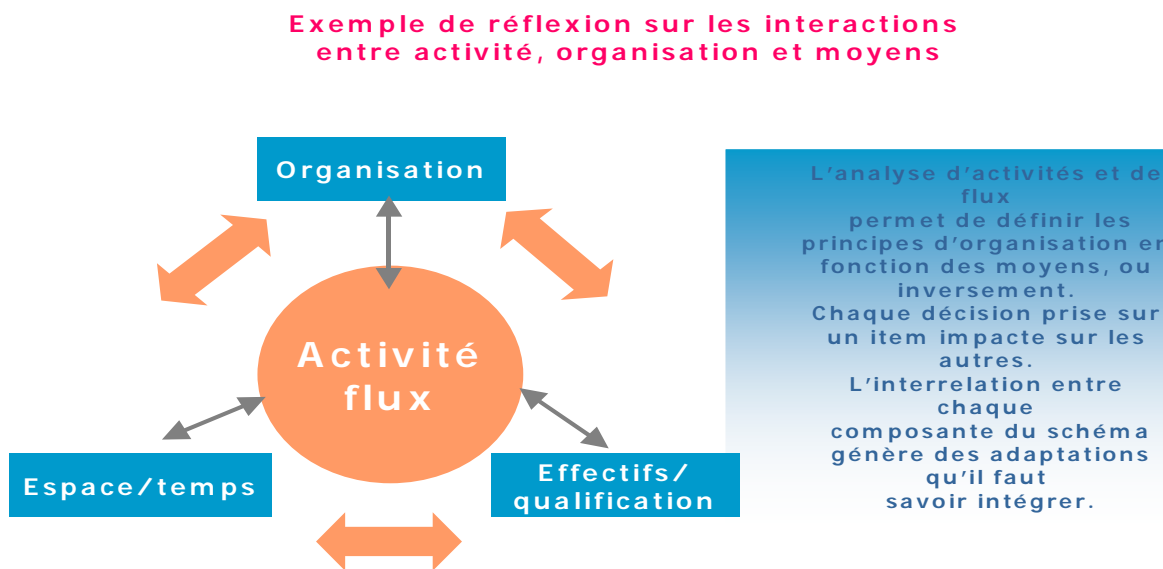 Exemple de réflexion sur les interactions
entre activité, organisation et moyens
Organisation
Activité
flux
Espace/temps
Effectifs/
qualification
L'analyse d'activités et de
flux
permet de définir les
principes d'organisation en
fonction des moyens, ou
inversement.
Chaque décision prise sur
un item impacte sur les
autres.
L'interrelation entre
chaque
composante du schéma
génère des adaptations
qu'il faut
savoir intégrer.